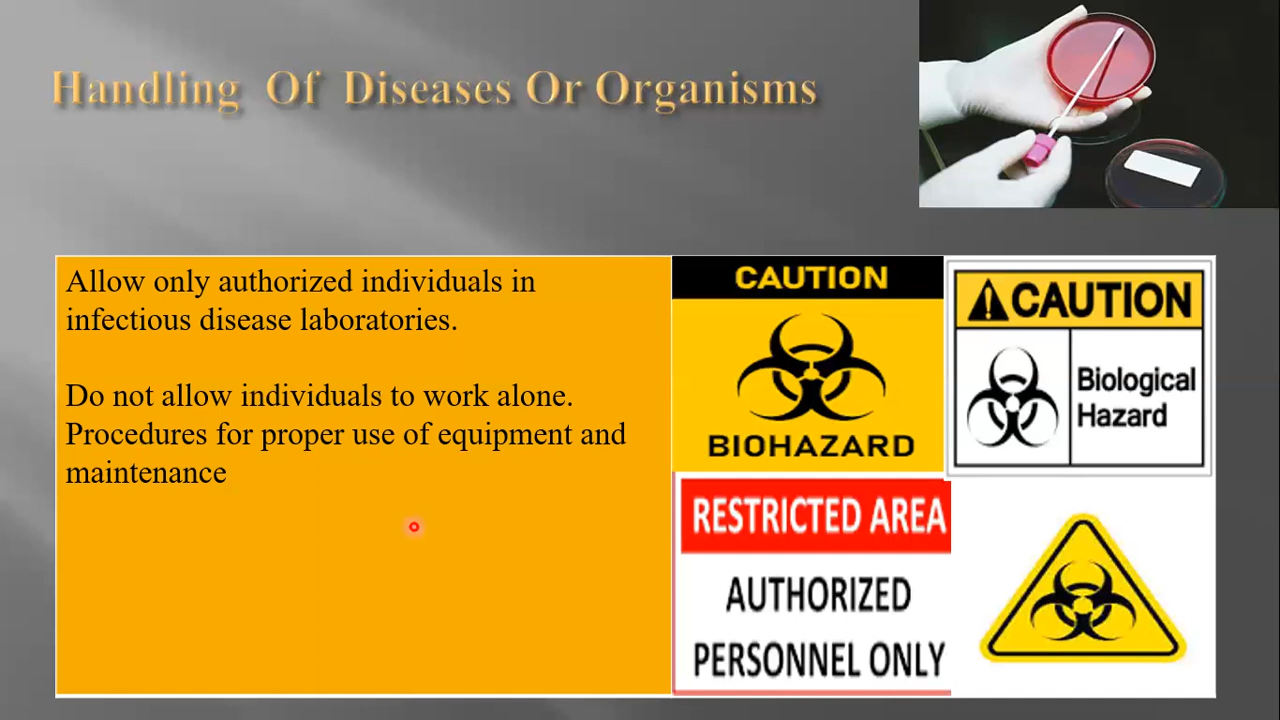 Handling Of Diseases Or Organisms
Allow only authorized individuals in
infectious disease laboratories.
Do not allow individuals to work alone.
Procedures for proper use of equipment and
maintenance
CAUTION
BIOHAZARD
CAUTION
Biological
Hazard
RESTRICTED AREA
AUTHORIZED
PERSONNEL ONLY